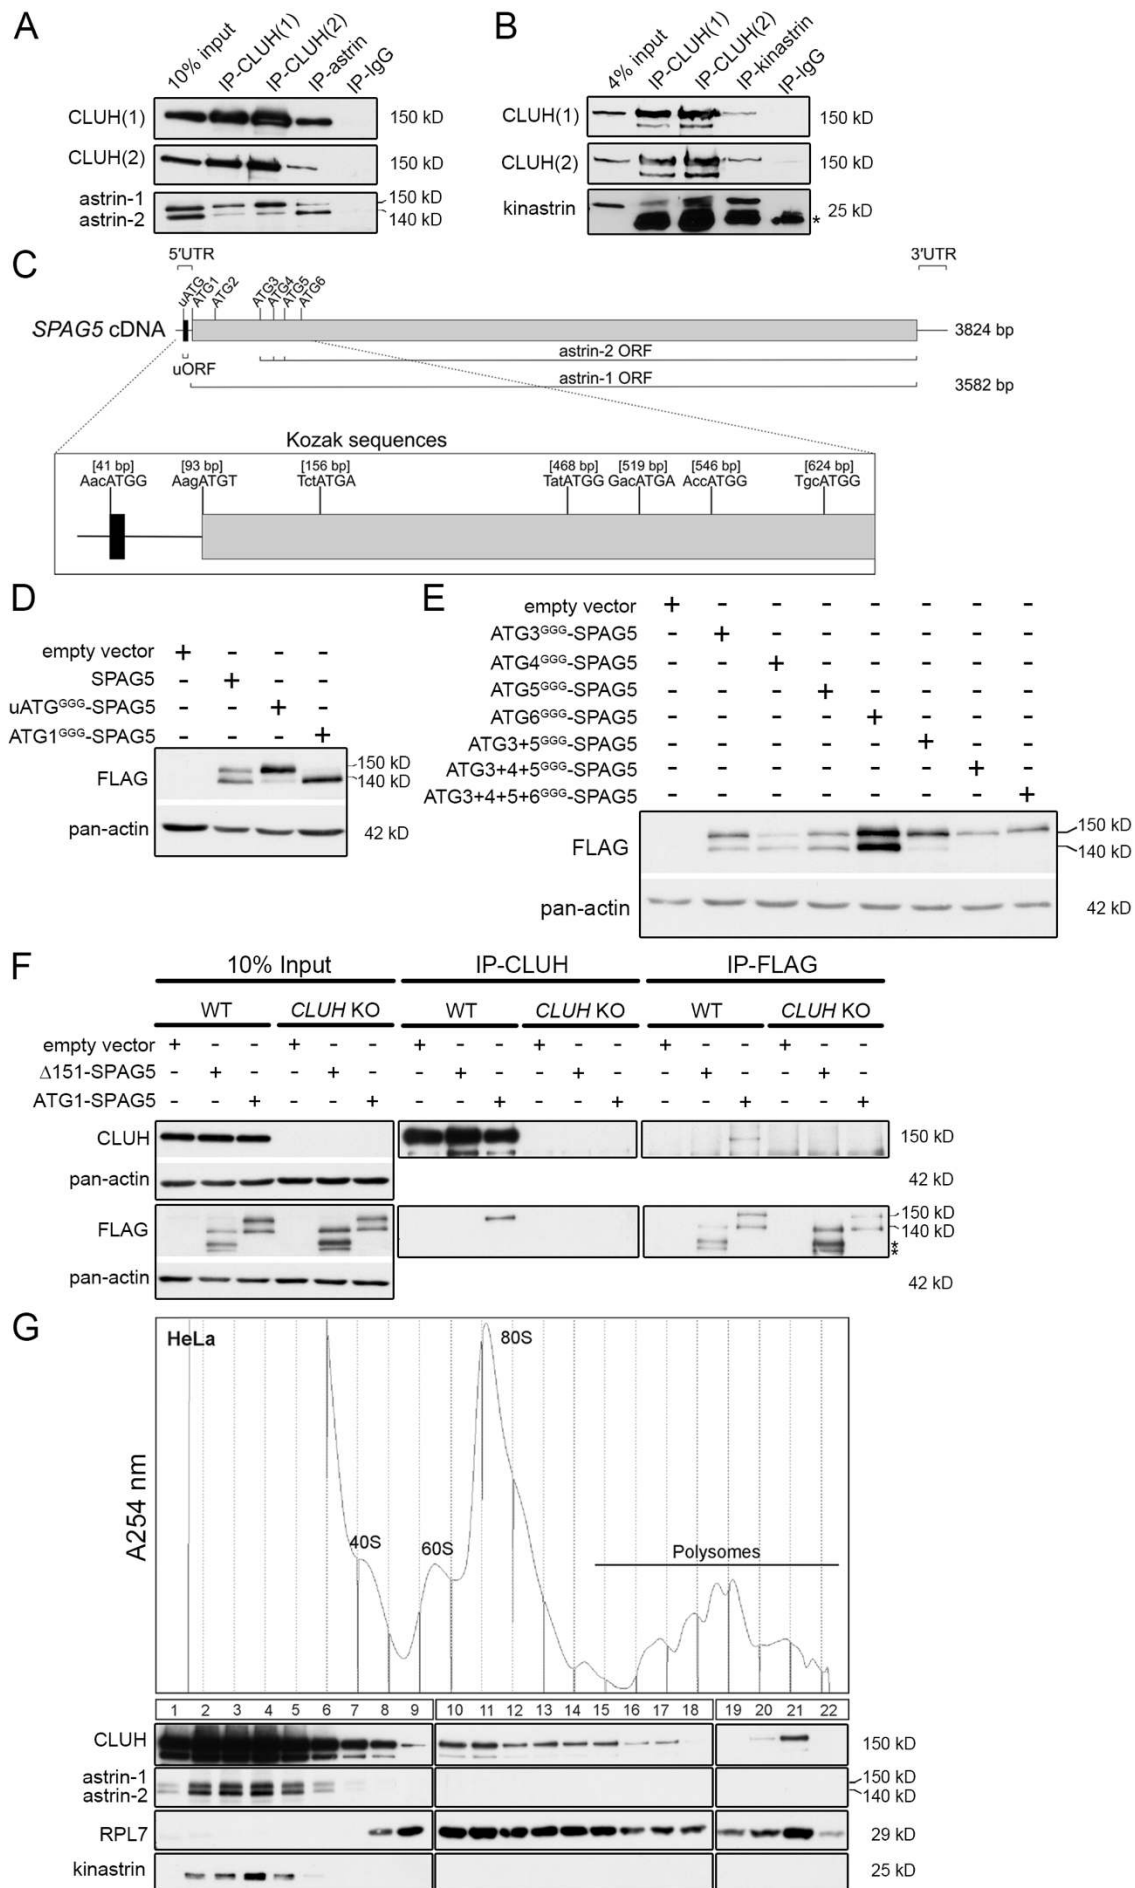 A
10% input
IP-CLUH(1)
IP-CLUH(2)
IP-astrin
IP-IgG
CLUH(1)
150 kD
CLUH(2)
150 kD
astrin-1
150 kD
astrin-2
140 kD
B
4% input
IP-CLUH(1)
IP-CLUH(2)
IP-kinastrin
IP-IgG
CLUH(1)
150 kD
CLUH(2)
150 kD
kinastrin
25 kD
*
C
5'UTR
3'UTR
uATG
ATG1
ATG2
ATG3
ATG4
ATG5
ATG6
SPAG5 cDNA
3824 bp
uORF
astrin-2 ORF
astrin-1 ORF
3582 bp
Kozak sequences
[41 bp] [93 bp] [156 bp] [468 bp] [519 bp] [546 bp] [624 bp]
AacATGG AagATGT TctATGA TatATGG GacATGA AccATGG TgcATGG
D
empty vector + - - -
SPAG5 - + - -
uATGGGG-SPAG5 - - + -
ATG1GGG-SPAG5 - - - +
FLAG
150 kD
140 kD
pan-actin
42 kD
E
empty vector + - - - - - - -
ATG3GGG-SPAG5 - + - - - - - -
ATG4GGG-SPAG5 - - + - - - - -
ATG5GGG-SPAG5 - - - + - - - -
ATG6GGG-SPAG5 - - - - + - - -
ATG3+5GGG-SPAG5 - - - - - + - -
ATG3+4+5GGG-SPAG5 - - - - - - + -
ATG3+4+5+6GGG-SPAG5 - - - - - - - +
FLAG
150 kD
140 kD
pan-actin
42 kD
F
10% Input IP-CLUH IP-FLAG
WT CLUH KO WT CLUH KO WT CLUH KO
empty vector + - - + - - + - - + - - + - - + - -
Δ151-SPAG5 - + - - + - - + - - + - - + - - + -
ATG1-SPAG5 - - + - - + - - + - - + - - + - - +
CLUH
150 kD
pan-actin
42 kD
FLAG
150 kD
140 kD
*
*
pan-actin
42 kD
G
HeLa
80S
A254 nm
40S
60S
Polysomes
1 2 3 4 5 6 7 8 9 10 11 12 13 14 15 16 17 18 19 20 21 22
CLUH
150 kD
astrin-1
150 kD
astrin-2
140 kD
RPL7
29 kD
kinastrin
25 kD